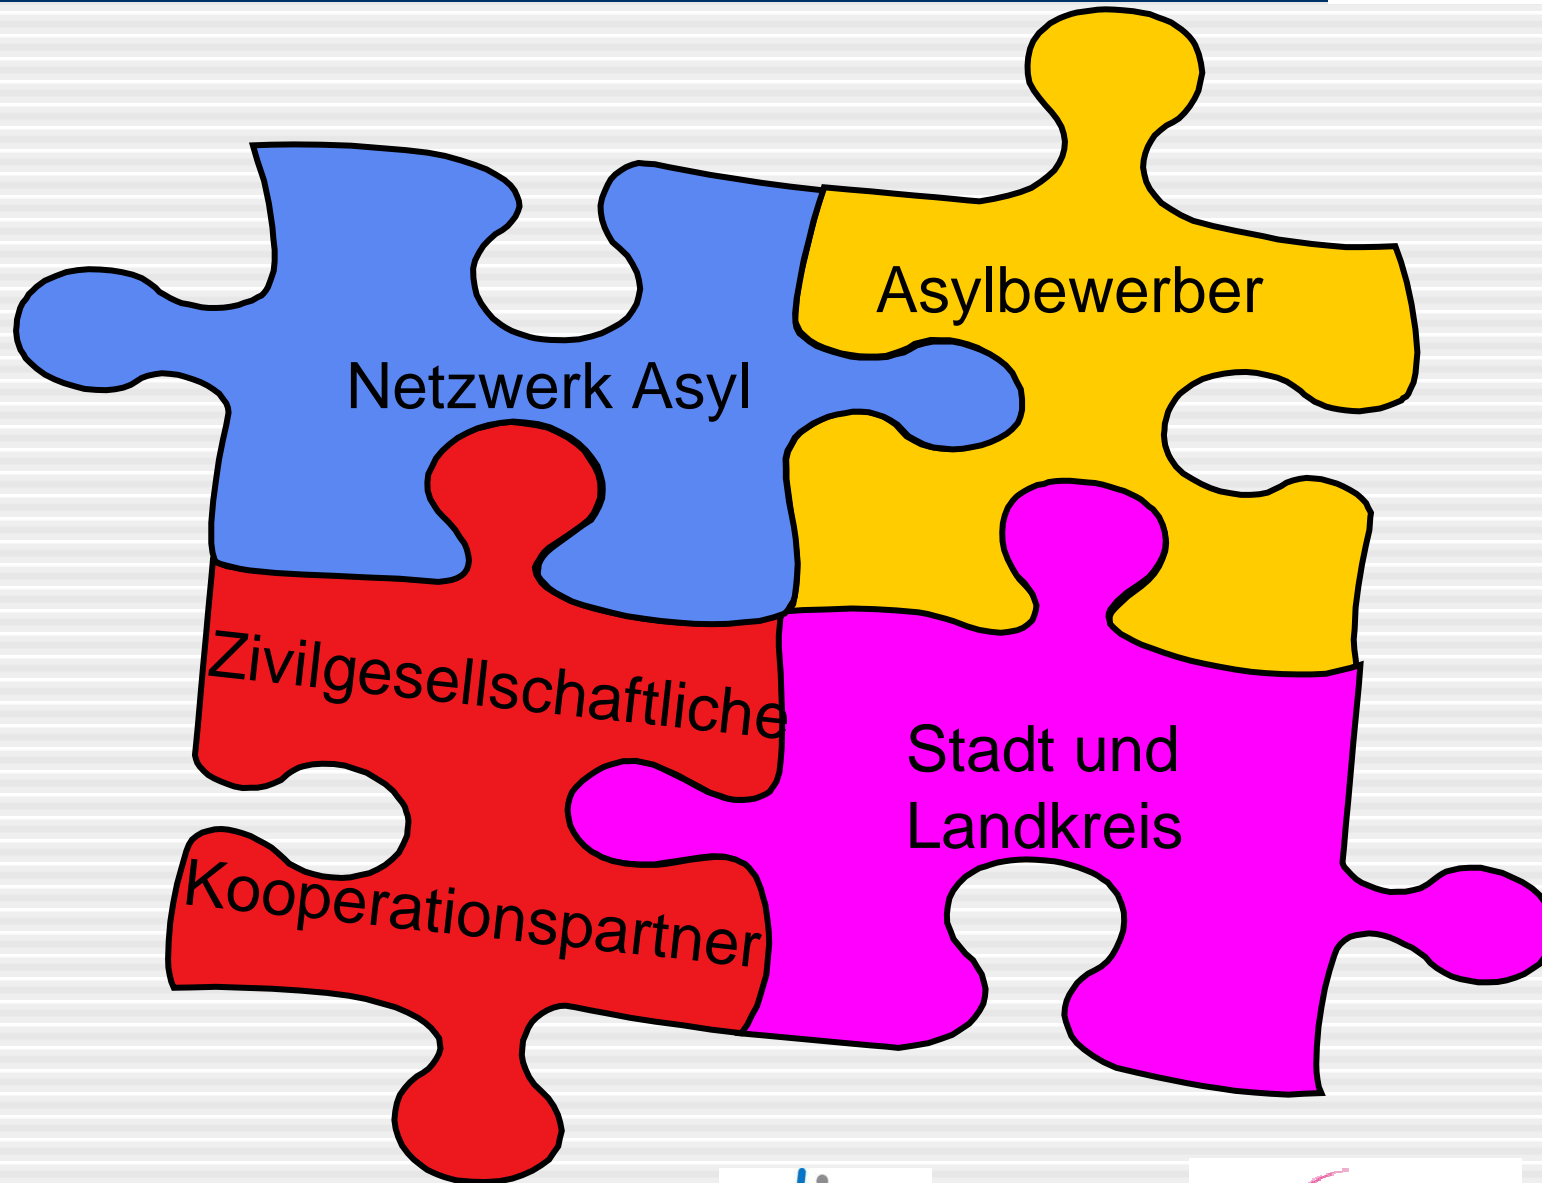 Asylbewerber
Netzwerk Asyl
Zivilgesellschaftliche
Kooperationspartner
Stadt und
Landkreis